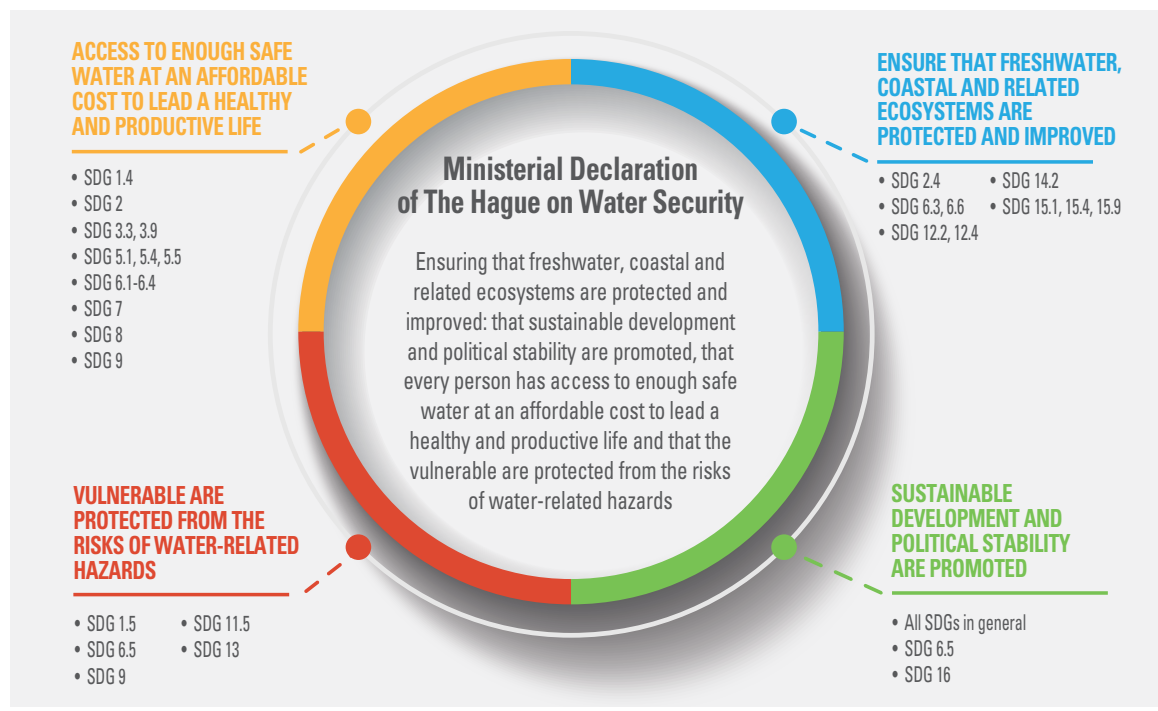 ACCESS TO ENOUGH SAFE
WATER AT AN AFFORDABLE
COST TO LEAD A HEALTHY
AND PRODUCTIVE LIFE
• SDG 1.4
• SDG 2
• SDG 3.3, 3.9
• SDG 5.1, 5.4, 5.5
• SDG 6.1-6.4
• SDG 7
• SDG 8
• SDG 9
ENSURE THAT FRESHWATER,
COASTAL AND RELATED
ECOSYSTEMS ARE
PROTECTED AND IMPROVED
• SDG 2.4
• SDG 6.3, 6.6
• SDG 12.2, 12.4
• SDG 14.2
• SDG 15.1, 15.4, 15.9
Ministerial Declaration
of The Hague on Water Security
Ensuring that freshwater, coastal and
related ecosystems are protected and
improved: that sustainable development
and political stability are promoted, that
every person has access to enough safe
water at an affordable cost to lead a
healthy and productive life and that the
vulnerable are protected from the risks
of water-related hazards
VULNERABLE ARE
PROTECTED FROM THE
RISKS OF WATER-RELATED
HAZARDS
• SDG 1.5
• SDG 6.5
• SDG 9
• SDG 11.5
• SDG 13
SUSTAINABLE
DEVELOPMENT AND
POLITICAL STABILITY
ARE PROMOTED
• All SDGs in general
• SDG 6.5
• SDG 16